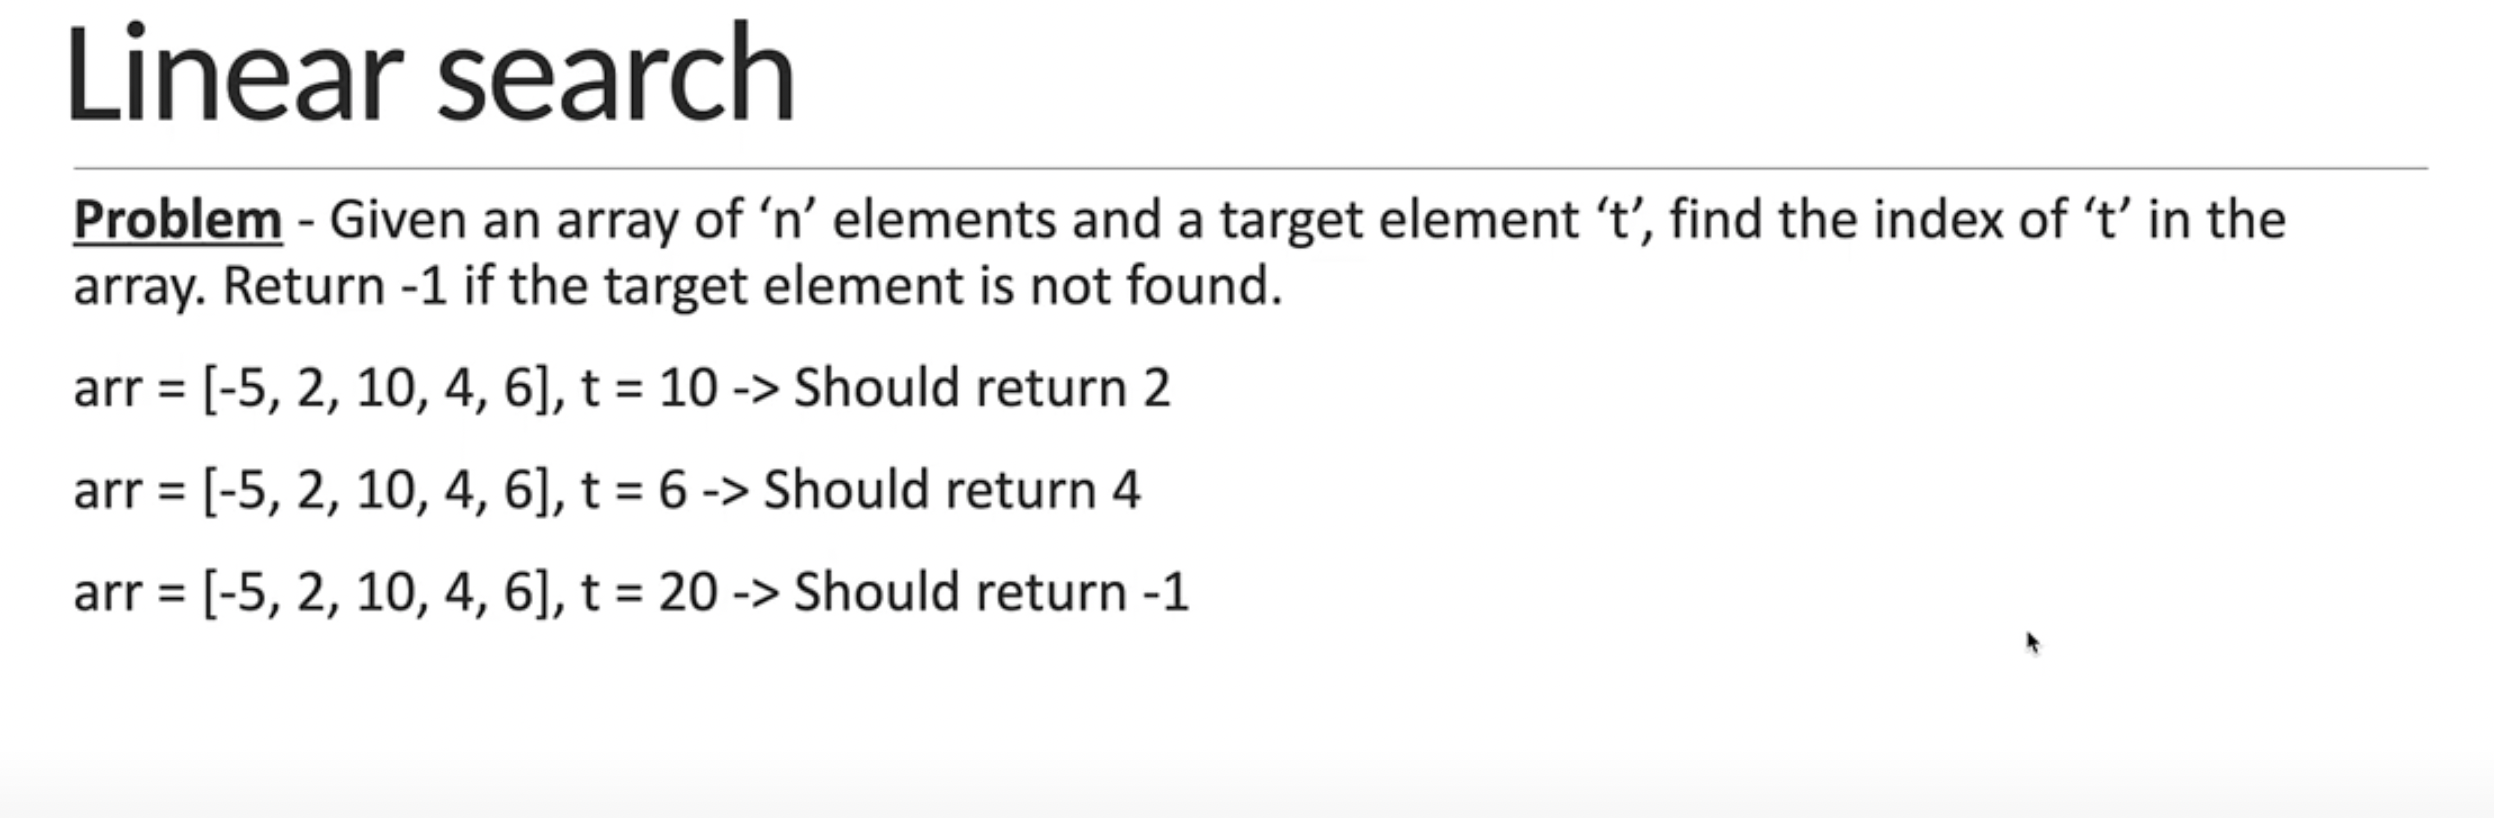 Linear search
Problem - Given an array of ‘n’ elements and a target element ‘t’, find the index of ‘t’ in the
array. Return -1 if the target element is not found.
arr = [-5, 2, 10, 4, 6], t = 10 -> Should return 2
arr = [-5, 2, 10, 4, 6], t = 6 -> Should return 4
arr = [-5, 2, 10, 4, 6], t = 20 -> Should return -1